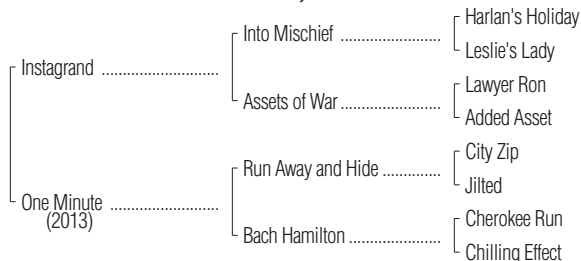 Harlan's Holiday
Into Mischief
Leslie's Lady
Instagrand
Lawyer Ron
Assets of War
Added Asset
City Zip
Run Away and Hide
Jilted
One Minute
(2013)
Cherokee Run
Bach Hamilton
Chilling Effect